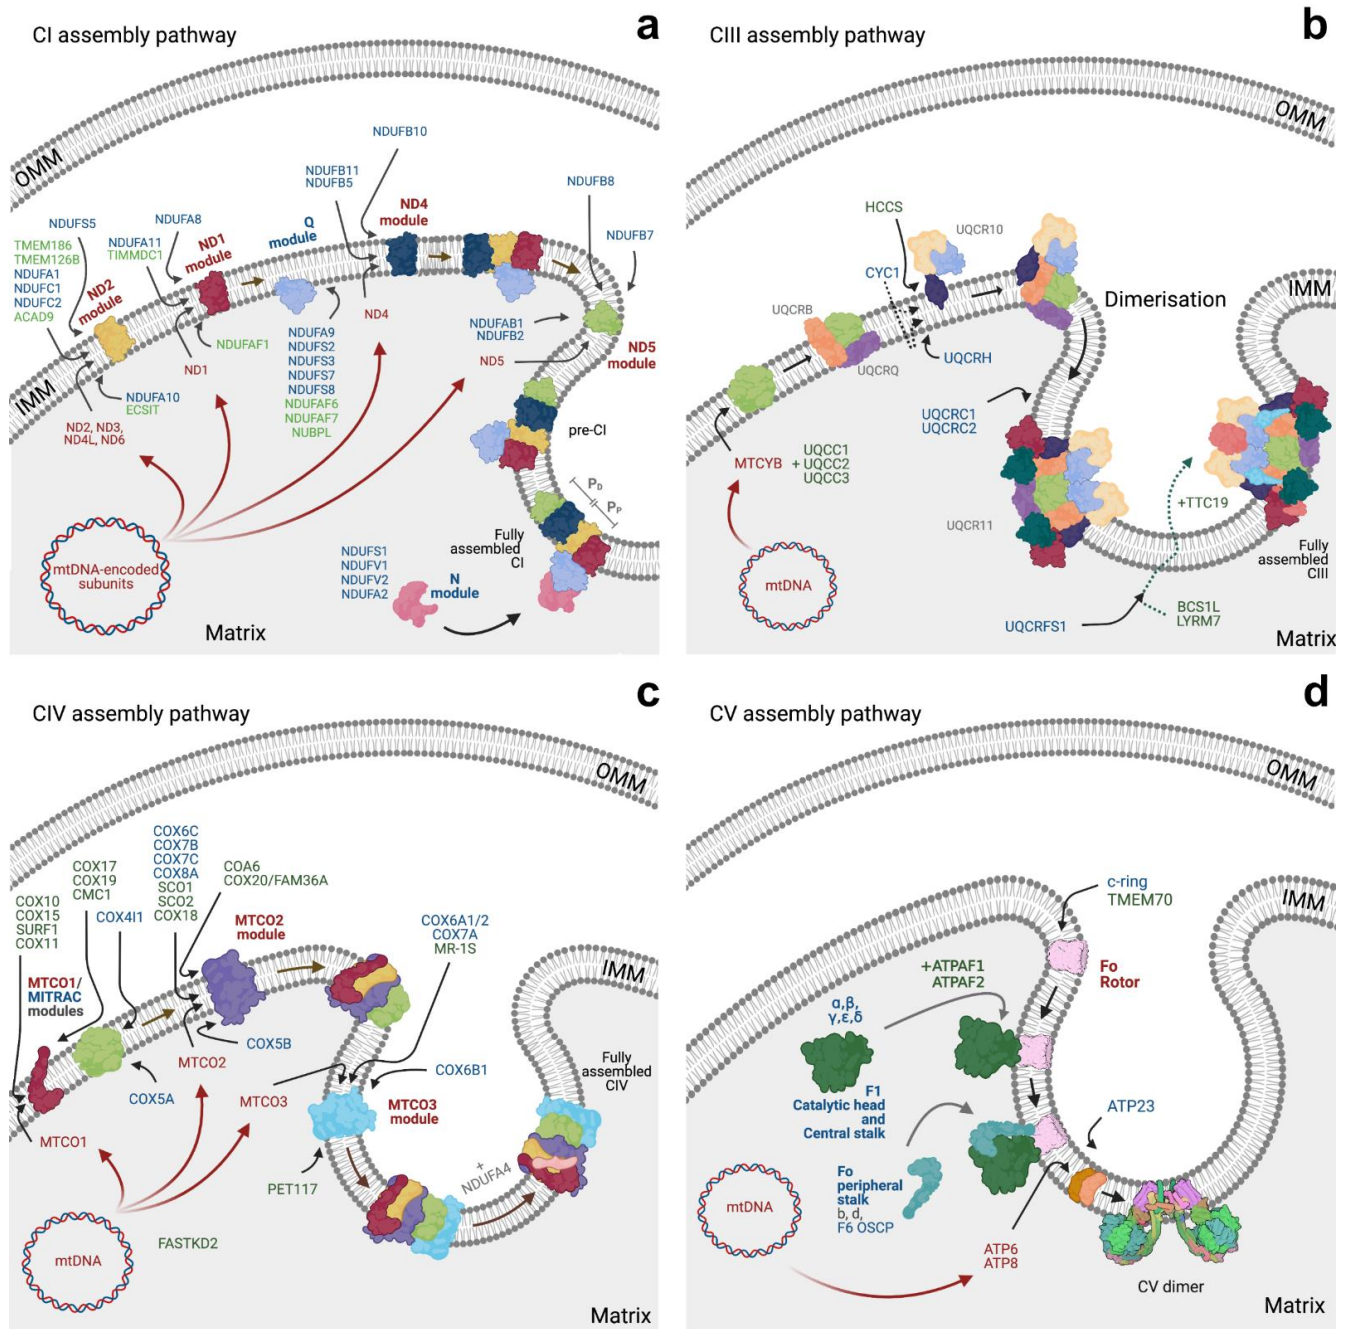 a
CI assembly pathway
OMM
IMM
NDUFB10
NDUFB11
NDUFB5
NDUFB8
NDUFB7
NDUFS5
NDUFA8
TMEM186
TMEM126B
NDUFA1
NDUFC1
NDUFC2
ACAD9
NDUFA11
TIMMDC1
ND2
module
ND1
module
Q
module
ND4
module
ND5
module
NDUFAF1
ND1
ND4
NDUFAB1
NDUFB2
ND5
NDUFA10
ECSIT
ND2, ND3,
ND4L, ND6
NDUFA9
NDUFS2
NDUFS3
NDUFS7
NDUFS8
NDUFAF6
NDUFAF7
NUBPL
pre-CI
PD
PP
Fully
assembled
CI
NDUFS1
NDUFV1
NDUFV2
NDUFA2
N
module
mtDNA-encoded
subunits
Matrix
b
CIII assembly pathway
OMM
IMM
HCCS
UQCR10
CYC1
UQCRB
UQCRQ
UQCRH
Dimerisation
UQCRC1
UQCRC2
MTCYB
+
UQCC1
UQCC2
UQCC3
UQCR11
+TTC19
mtDNA
UQCRFS1
BCS1L
LYRM7
Fully
assembled
CIII
Matrix
c
CIV assembly pathway
OMM
IMM
COX6C
COX7B
COX7C
COX8A
SCO1
SCO2
COX18
COA6
COX20/FAM36A
COX17
COX19
CMC1
COX10
COX15
SURF1
COX11
COX4I1
MTCO2
module
COX6A1/2
COX7A
MR-1S
MTCO1/
MITRAC
modules
COX5B
MTCO2
COX5A
MTCO3
COX6B1
MTCO3
module
MTCO1
PET117
+
NDUFA4
Fully
assembled
CIV
FASTKD2
mtDNA
Matrix
d
CV assembly pathway
OMM
IMM
c-ring
TMEM70
Fo
Rotor
+ATPAF1
ATPAF2
α,β,
γ,ε,δ
F1
Catalytic head
and
Central stalk
ATP23
Fo
peripheral
stalk
b, d,
F6 OSCP
mtDNA
ATP6
ATP8
CV dimer
Matrix